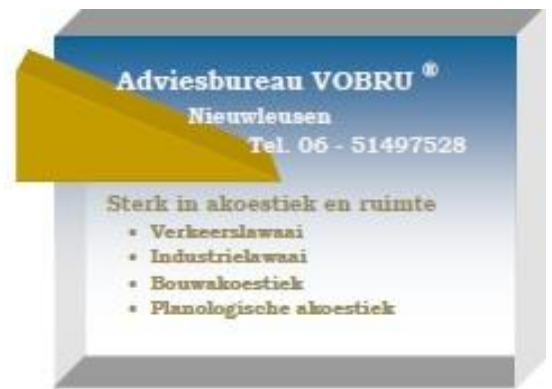 Adviesbureau VOBRU ®
Nieuwleusen
Tel. 06 - 51497528
Sterk in akoestiek en ruimte
• Verkeerslawaai
• Industrielawaai
• Bouwakoestiek
• Planologische akoestiek